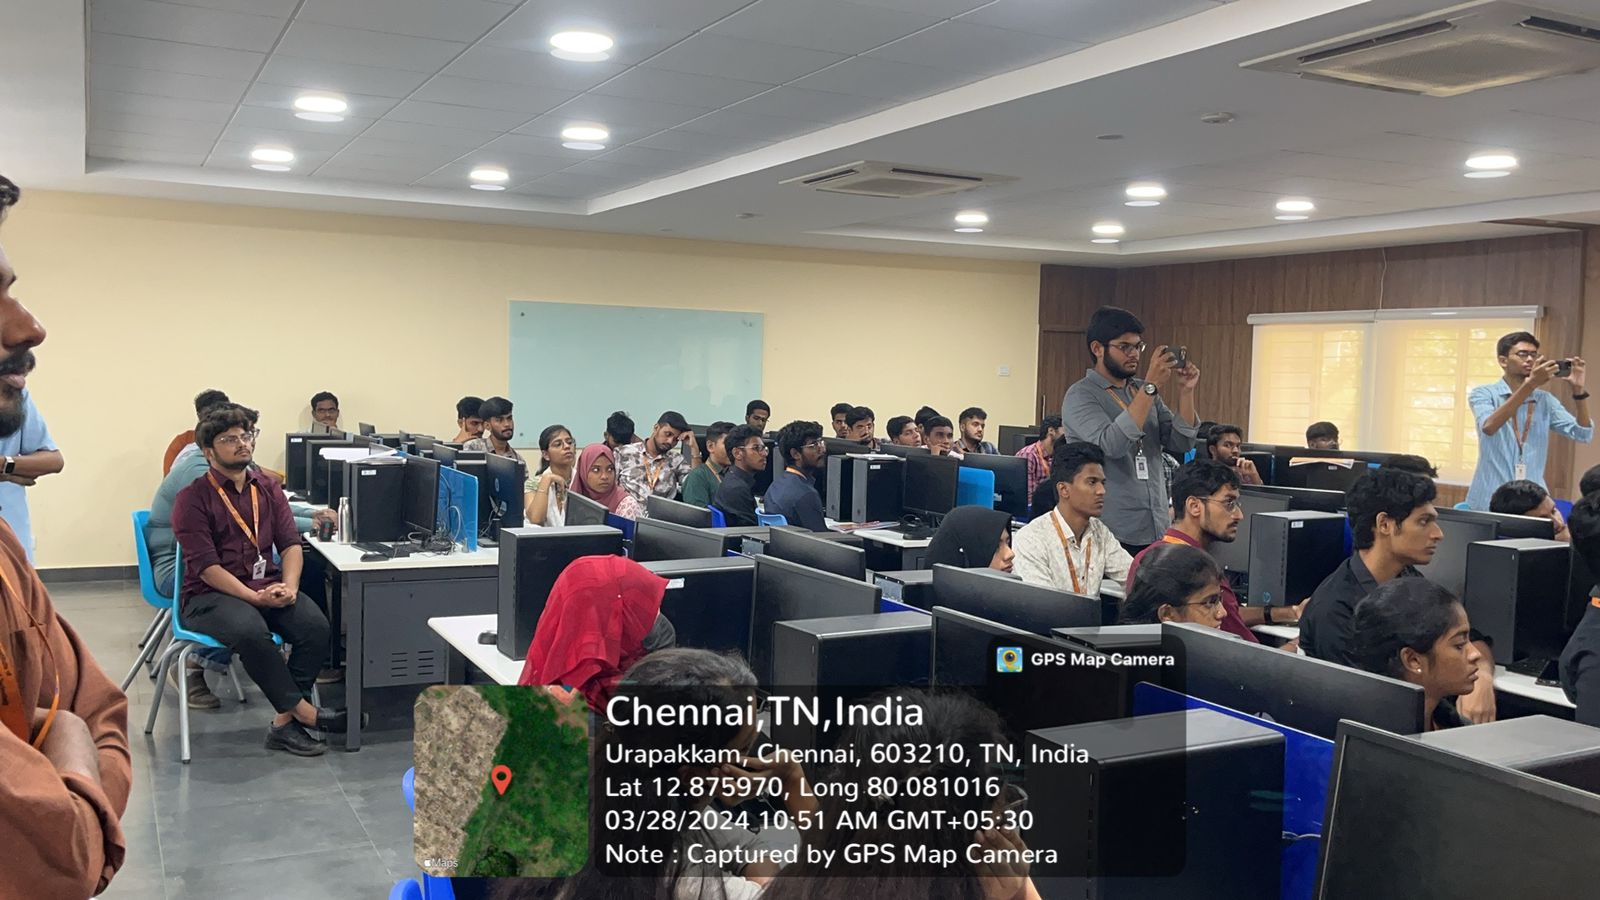 GPS Map Camera
Chennai,TN,India
Urapakkam, Chennai, 603210, TN, India
Lat 12.875970, Long 80.081016
03/28/2024 10:51 AM GMT+05:30
Note : Captured by GPS Map Camera
Maps